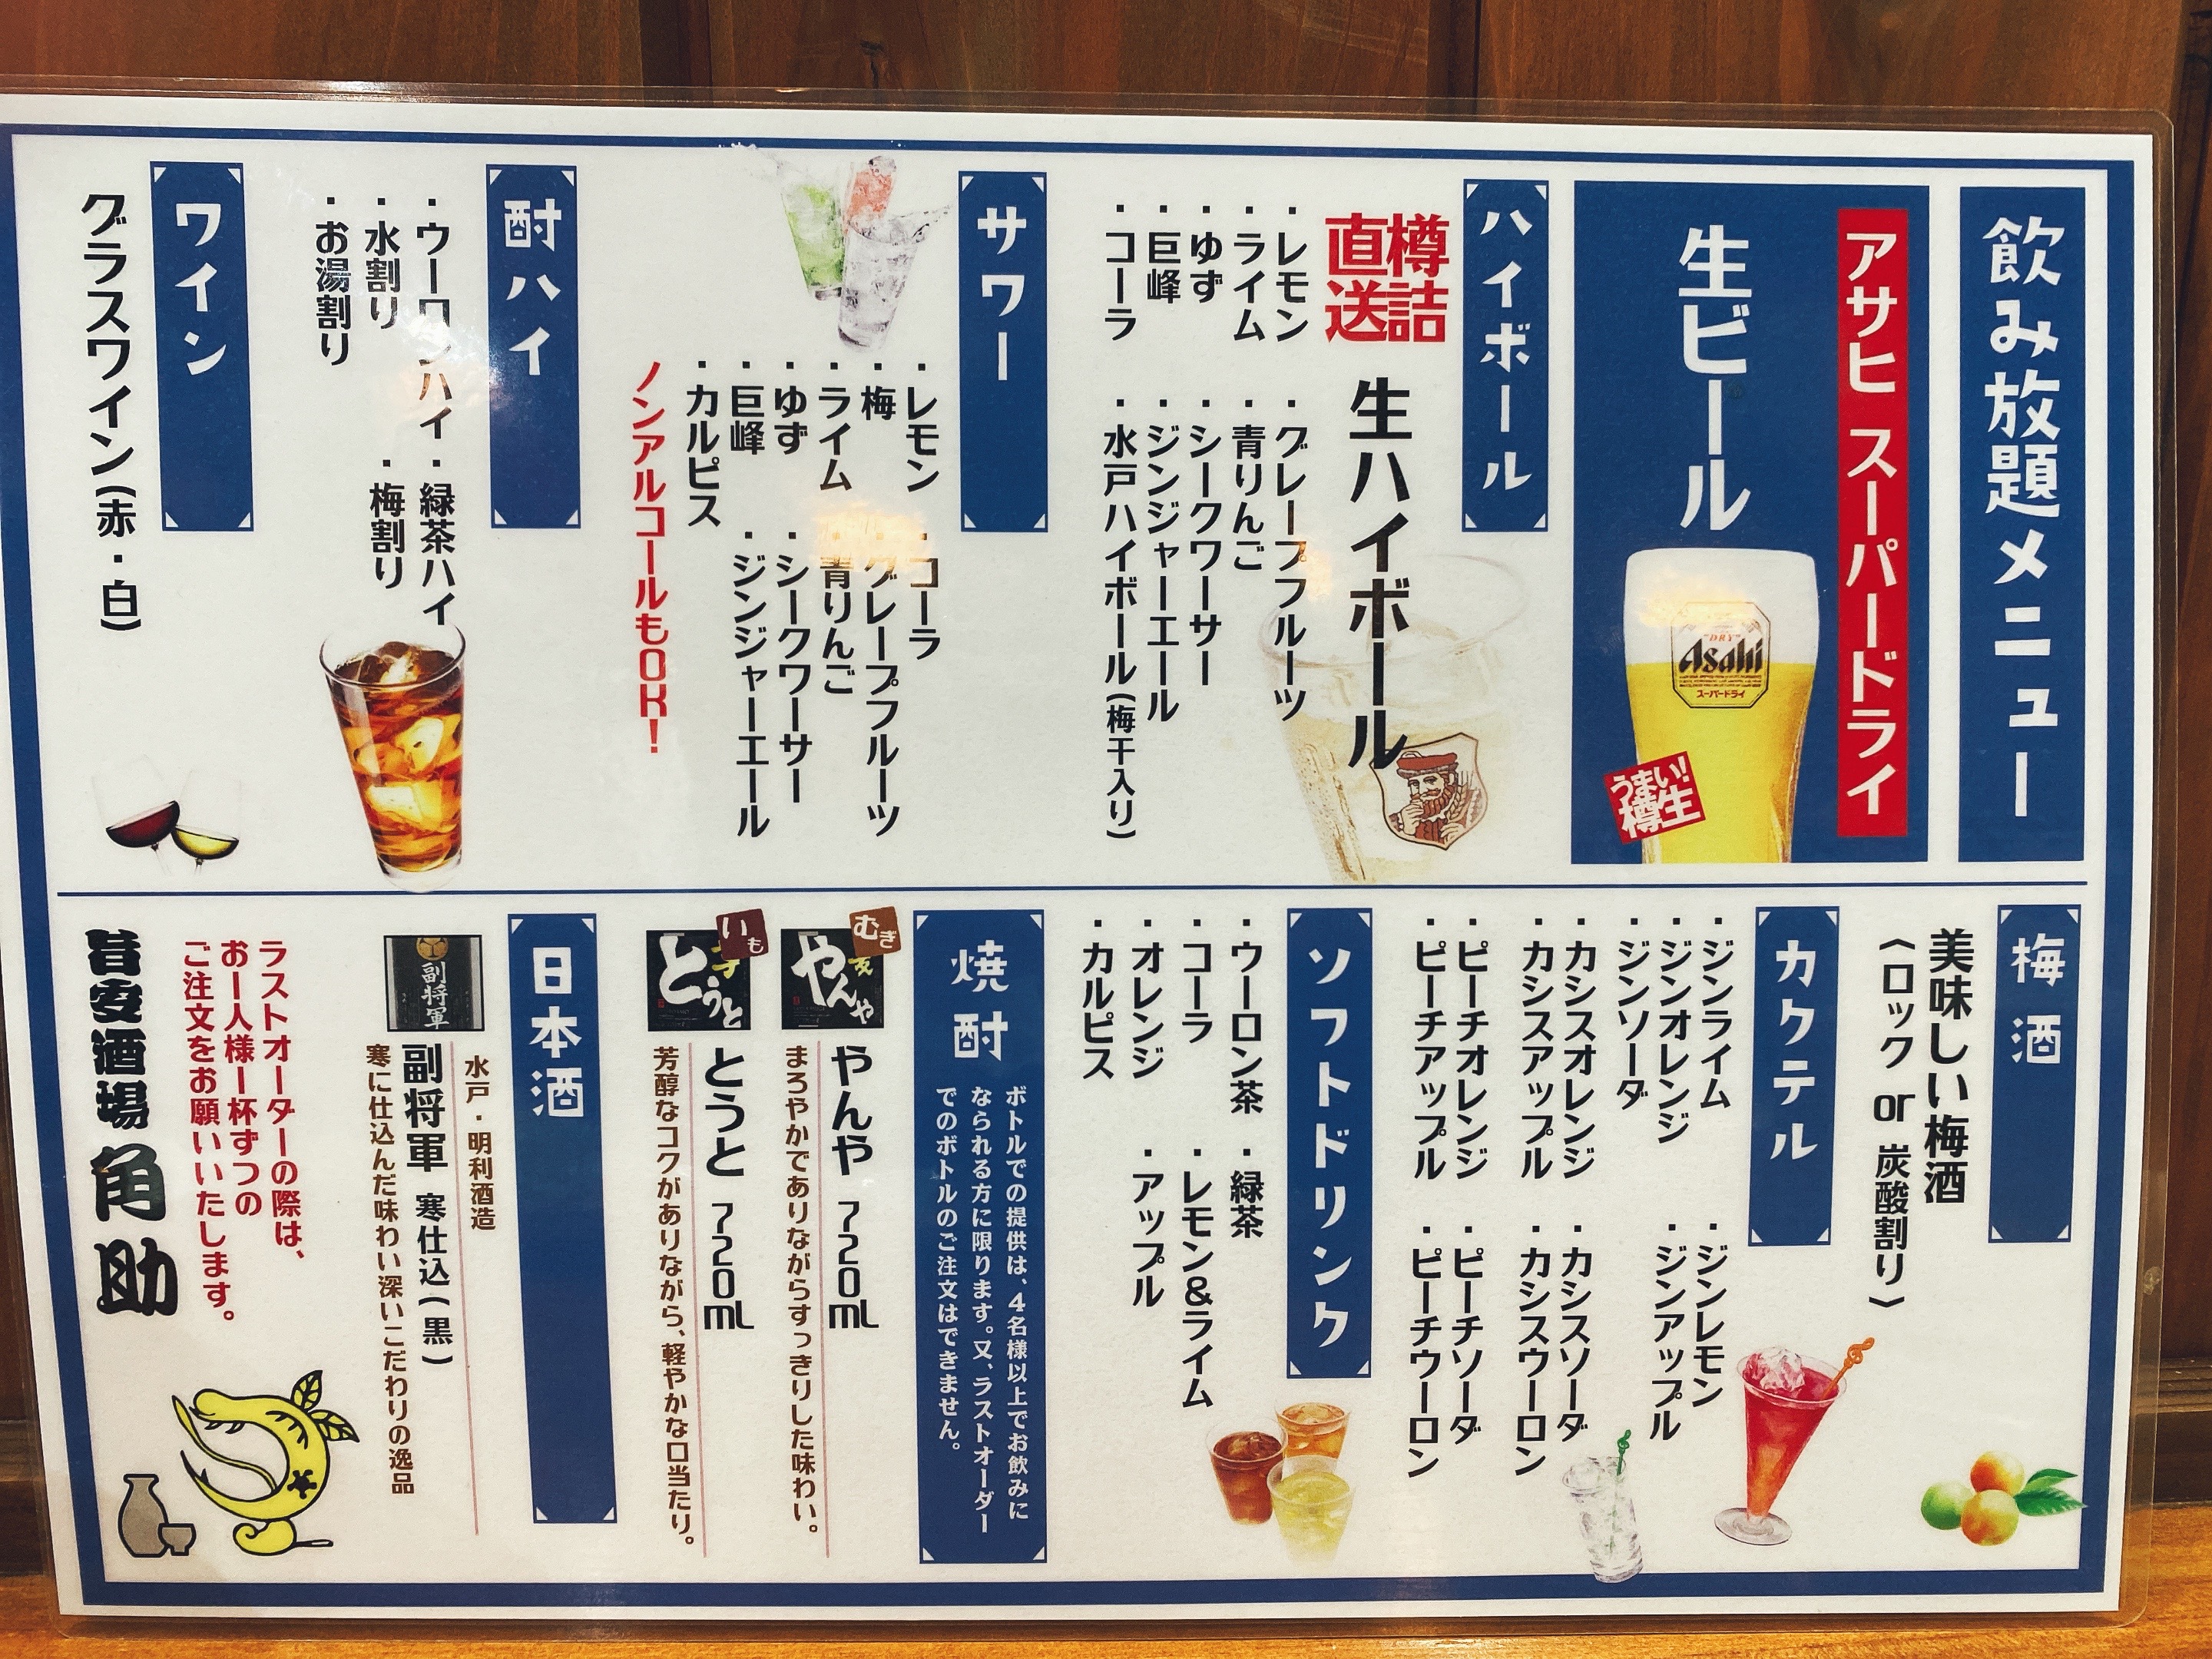 飲み放題メニュー
アサヒ スーパードライ
生ビール
"DRY"
Asahi
スーパードライ
うまい!
樽生
ハイボール
樽詰
直送
生ハイボール
・レモン ・グレープフルーツ
・ライム ・青りんご
・ゆず ・シークワーサー
・巨峰 ・ジンジャーエール
・コーラ ・水戸ハイボール(梅干入り)
サワー
・レモン ・コーラ
・梅 ・グレープフルーツ
・ライム ・青りんご
・ゆず ・シークワーサー
・巨峰 ・ジンジャーエール
・カルピス
ノンアルコールもOK!
酎ハイ
・ウーロンハイ ・緑茶ハイ
・水割り ・梅割り
・お湯割り
ワイン
グラスワイン(赤・白)
梅酒
美味しい梅酒
(ロック or 炭酸割り)
カクテル
・ジンライム ・ジンレモン
・ジンオレンジ ・ジンアップル
・ジンソーダ
・カシスオレンジ ・カシスソーダ
・カシスアップル ・カシスウーロン
・ピーチオレンジ ・ピーチソーダ
・ピーチアップル ・ピーチウーロン
ソフトドリンク
・ウーロン茶 ・緑茶
・コーラ ・レモン&ライム
・オレンジ ・アップル
・カルピス
焼酎
ボトルでの提供は、4名様以上でお飲みに
なられる方に限ります。又、ラストオーダー
でのボトルのご注文はできません。
むぎ
やんや
やんや 720mL
まろやかでありながらすっきりした味わい。
いも
とうと
とうと 720mL
芳醇なコクがありながら、軽やかな口当たり。
日本酒
水戸・明利酒造
副将軍
副将軍 寒仕込(黒)
寒に仕込んだ味わい深いこだわりの逸品
ラストオーダーの際は、
お一人様一杯ずつの
ご注文をお願いいたします。
旨安酒場 角助